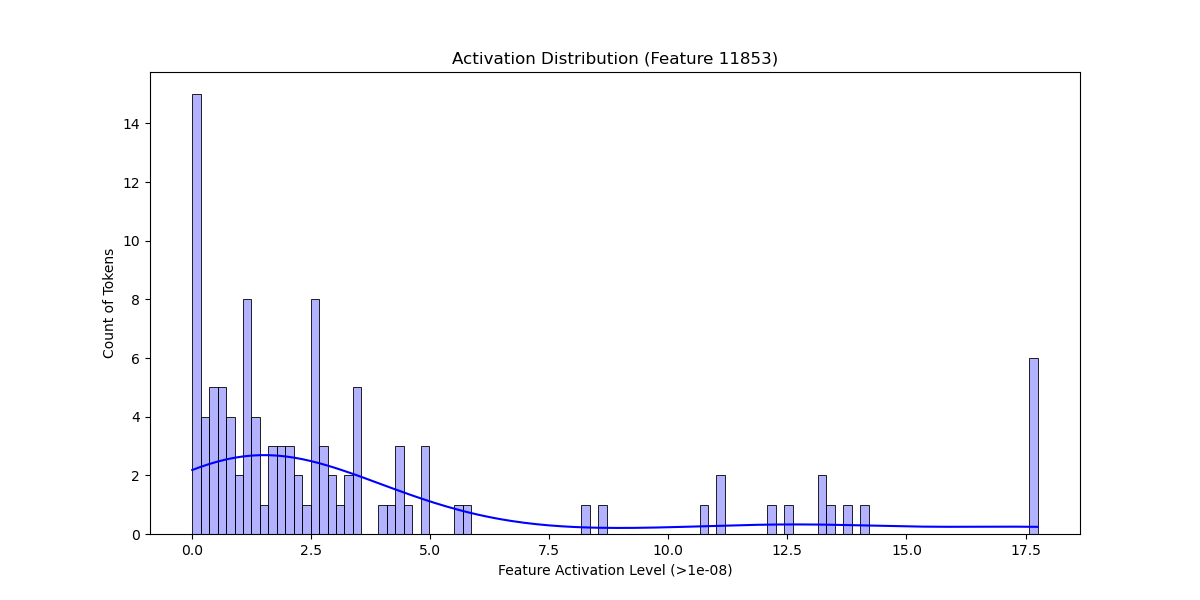 Activation Distribution (Feature 11853)
Count of Tokens
14
12
10
8
6
4
2
0
0.0 2.5 5.0 7.5 10.0 12.5 15.0 17.5
Feature Activation Level (>1e-08)